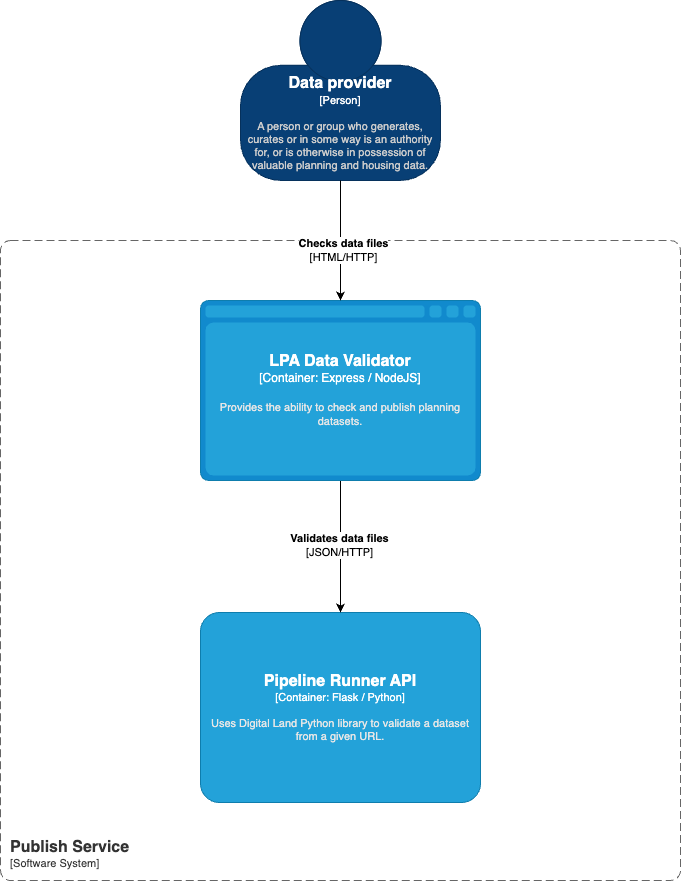 Data provider
[Person]
A person or group who generates,
curates or in some way is an authority
for, or is otherwise in possession of
valuable planning and housing data.
Checks data files
[HTML/HTTP]
LPA Data Validator
[Container: Express / NodeJS]
Provides the ability to check and publish planning
datasets.
Validates data files
[JSON/HTTP]
Pipeline Runner API
[Container: Flask / Python]
Uses Digital Land Python library to validate a dataset
from a given URL.
Publish Service
[Software System]